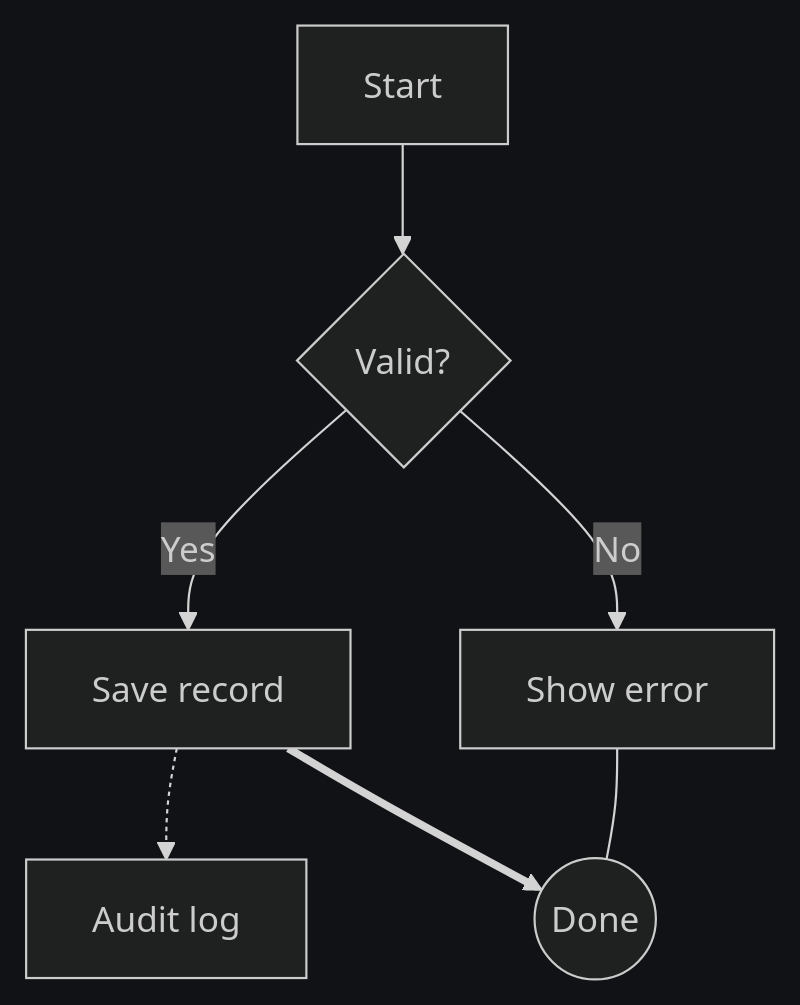 Start
Valid?
Yes
No
Save record
Show error
Audit log
Done